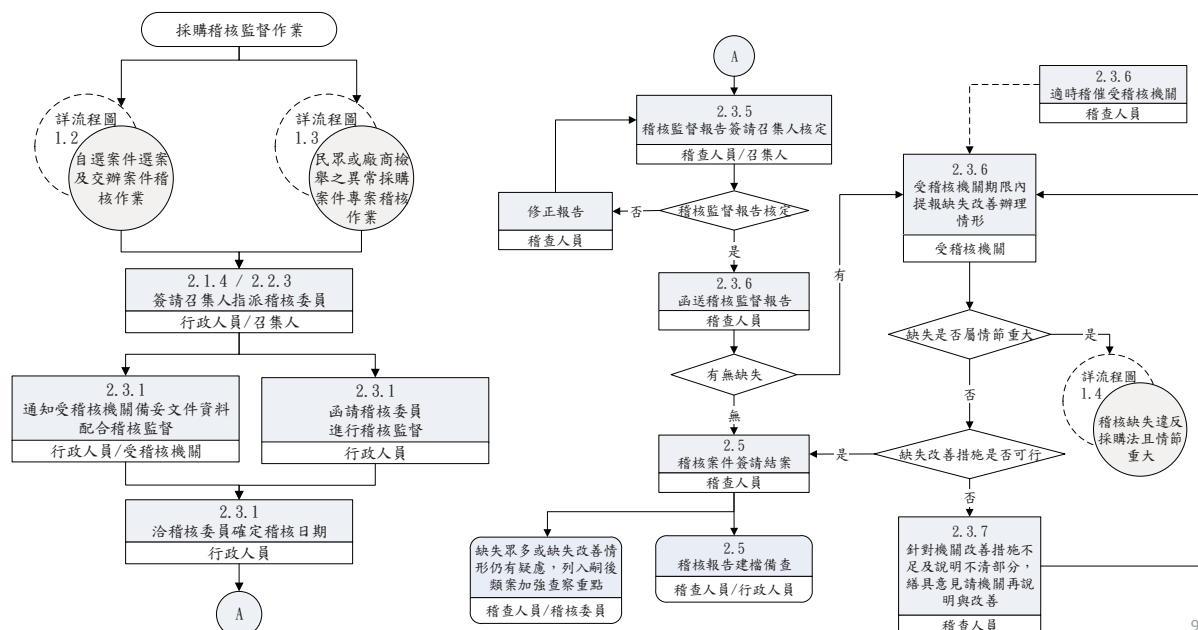 採購稽核監督作業
詳流程圖
1.2
自選案件選案
及交辦案件稽
核作業
詳流程圖
1.3
民眾或廠商檢
舉之異常採購
案件專案稽核
作業
2.1.4 / 2.2.3
簽請召集人指派稽核委員
行政人員/召集人
2.3.1
通知受稽核機關備妥文件資料
配合稽核監督
行政人員/受稽核機關
2.3.1
函請稽核委員
進行稽核監督
行政人員
2.3.1
洽稽核委員確定稽核日期
行政人員
A
A
2.3.5
稽核監督報告簽請召集人核定
稽查人員/召集人
稽核監督報告核定
否
修正報告
稽查人員
是
2.3.6
函送稽核監督報告
稽查人員
有無缺失
有
無
2.5
稽核案件簽請結案
稽查人員
缺失眾多或缺失改善情
形仍有疑慮，列入嗣後
類案加強查察重點
稽查人員/稽核委員
2.5
稽核報告建檔備查
稽查人員/行政人員
2.3.6
適時稽催受稽核機關
稽查人員
2.3.6
受稽核機關期限內
提報缺失改善辦理
情形
受稽核機關
缺失是否屬情節重大
是
詳流程圖
1.4
稽核缺失違反
採購法且情節
重大
否
缺失改善措施是否可行
是
否
2.3.7
針對機關改善措施不
足及說明不清部分，
繕具意見請機關再說
明與改善
稽查人員
9